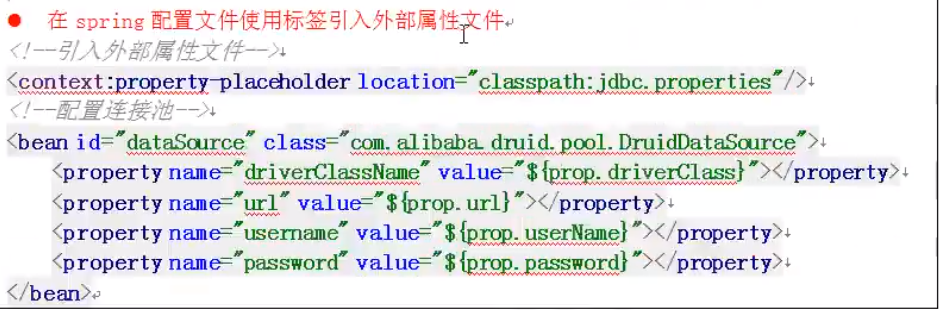 ● 在 spring 配置文件使用标签引入外部属性文件
<!--引入外部属性文件-->
<context:property-placeholder location="classpath:jdbc.properties"/>
<!--配置连接池-->
<bean id="dataSource" class="com.alibaba.druid.pool.DruidDataSource">
<property name="driverClassName" value="${prop.driverClass}"></property>
<property name="url" value="${prop.url}"></property>
<property name="username" value="${prop.userName}"></property>
<property name="password" value="${prop.password}"></property>
</bean>